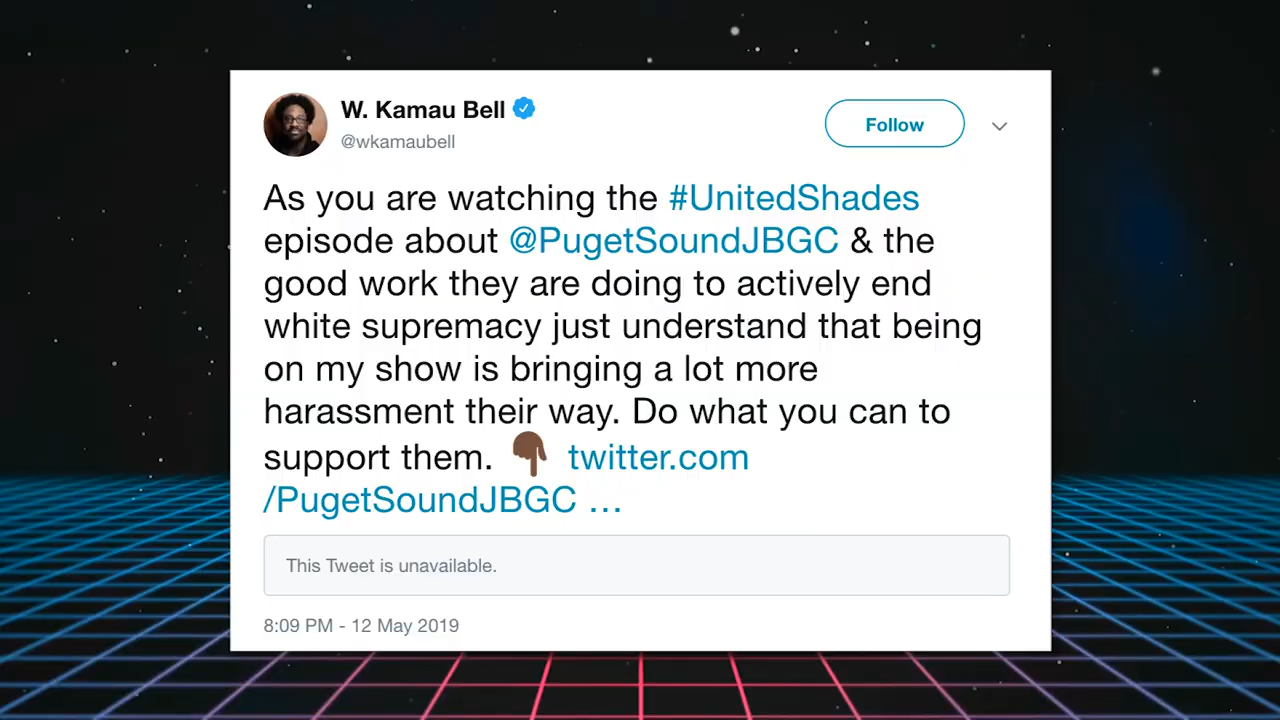 W. Kamau Bell
@wkamaubell
Follow
As you are watching the #UnitedShades
episode about @PugetSoundJBGC & the
good work they are doing to actively end
white supremacy just understand that being
on my show is bringing a lot more
harassment their way. Do what you can to
support them. 👇🏿 twitter.com
/PugetSoundJBGC …
This Tweet is unavailable.
8:09 PM - 12 May 2019